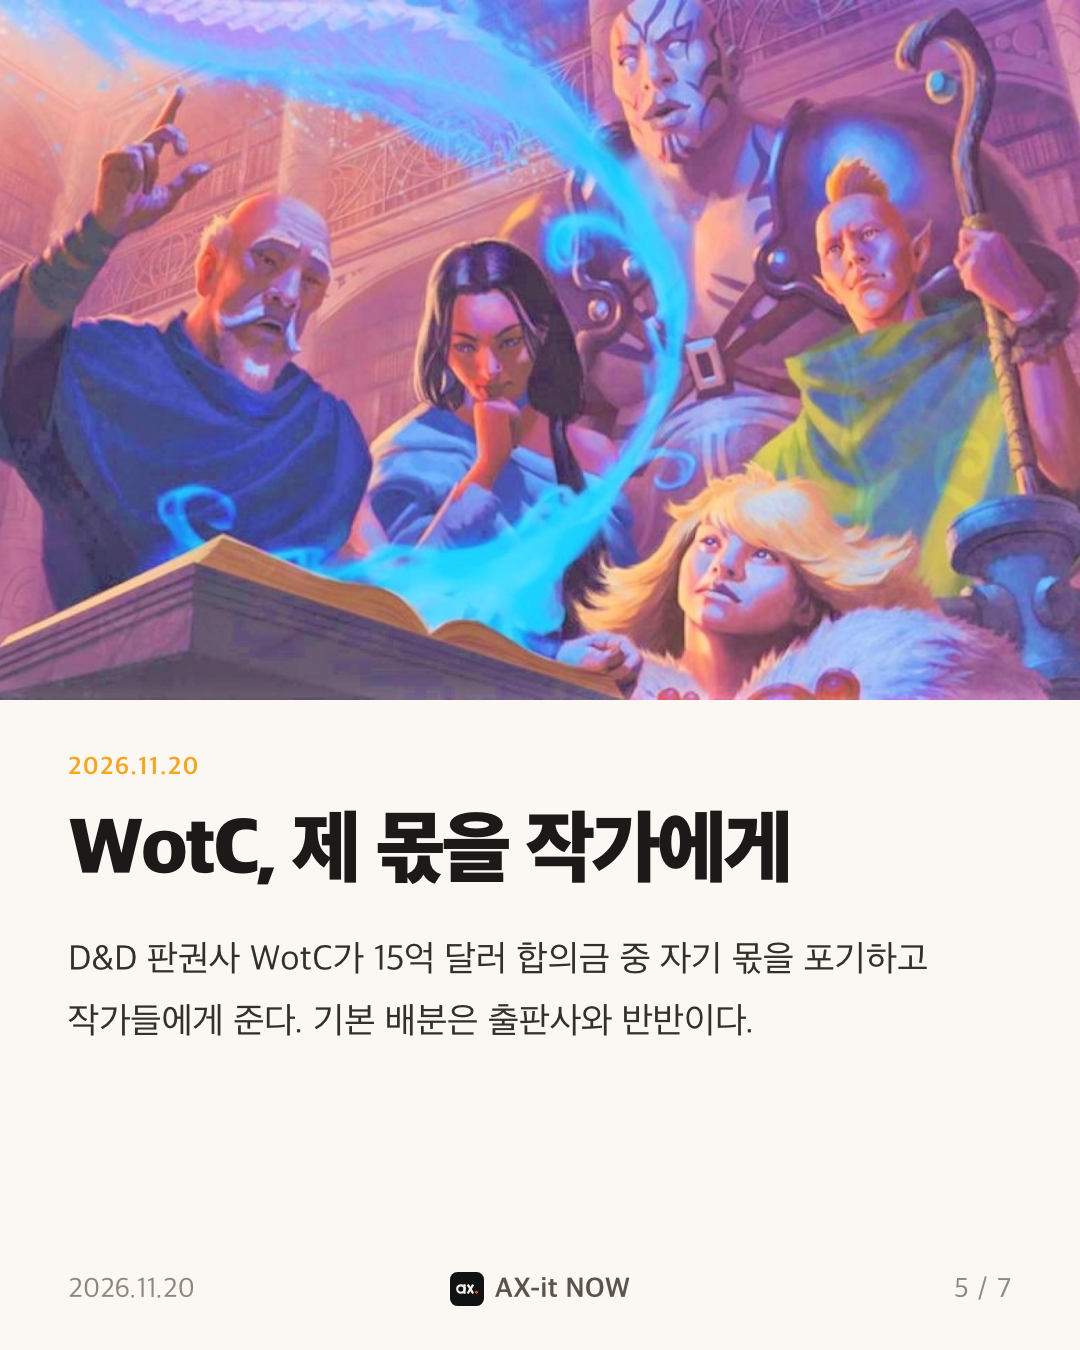 2026.11.20
WotC, 제 몫을 작가에게
D&D 판권사 WotC가 15억 달러 합의금 중 자기 몫을 포기하고
작가들에게 준다. 기본 배분은 출판사와 반반이다.
2026.11.20
ax. AX-it NOW
5 / 7